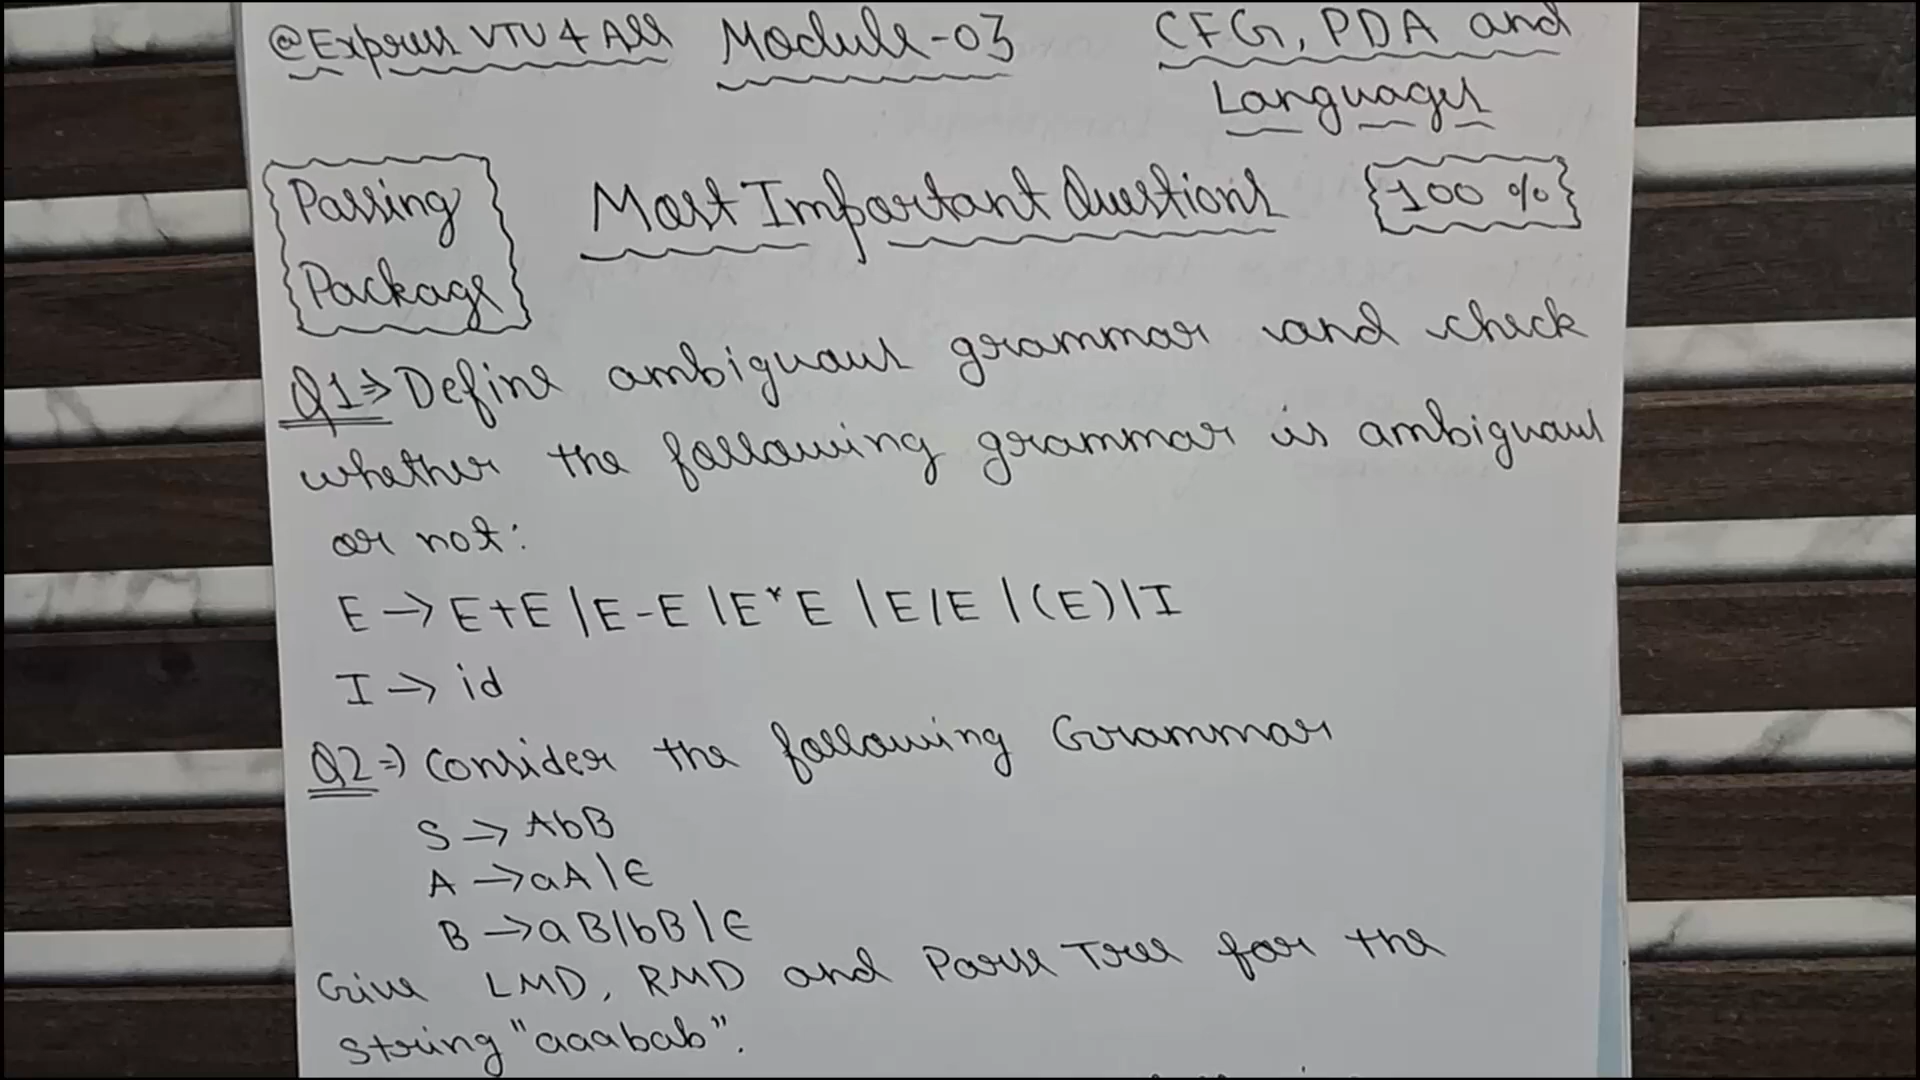 @Express VTU 4 All Module-03 CFG, PDA and
Languages
Passing
Package
Most Important Questions {100 %}
Q1⇒ Define ambiguous grammar and check
whether the following grammar is ambiguous
or not:
E → E+E | E-E | E*E | E/E | (E) | I
I → id
Q2⇒) Consider the following Grammar
S → AbB
A → aA | ε
B → aB | bB | ε
Give LMD, RMD and Parse Tree for the
string "aaabab".